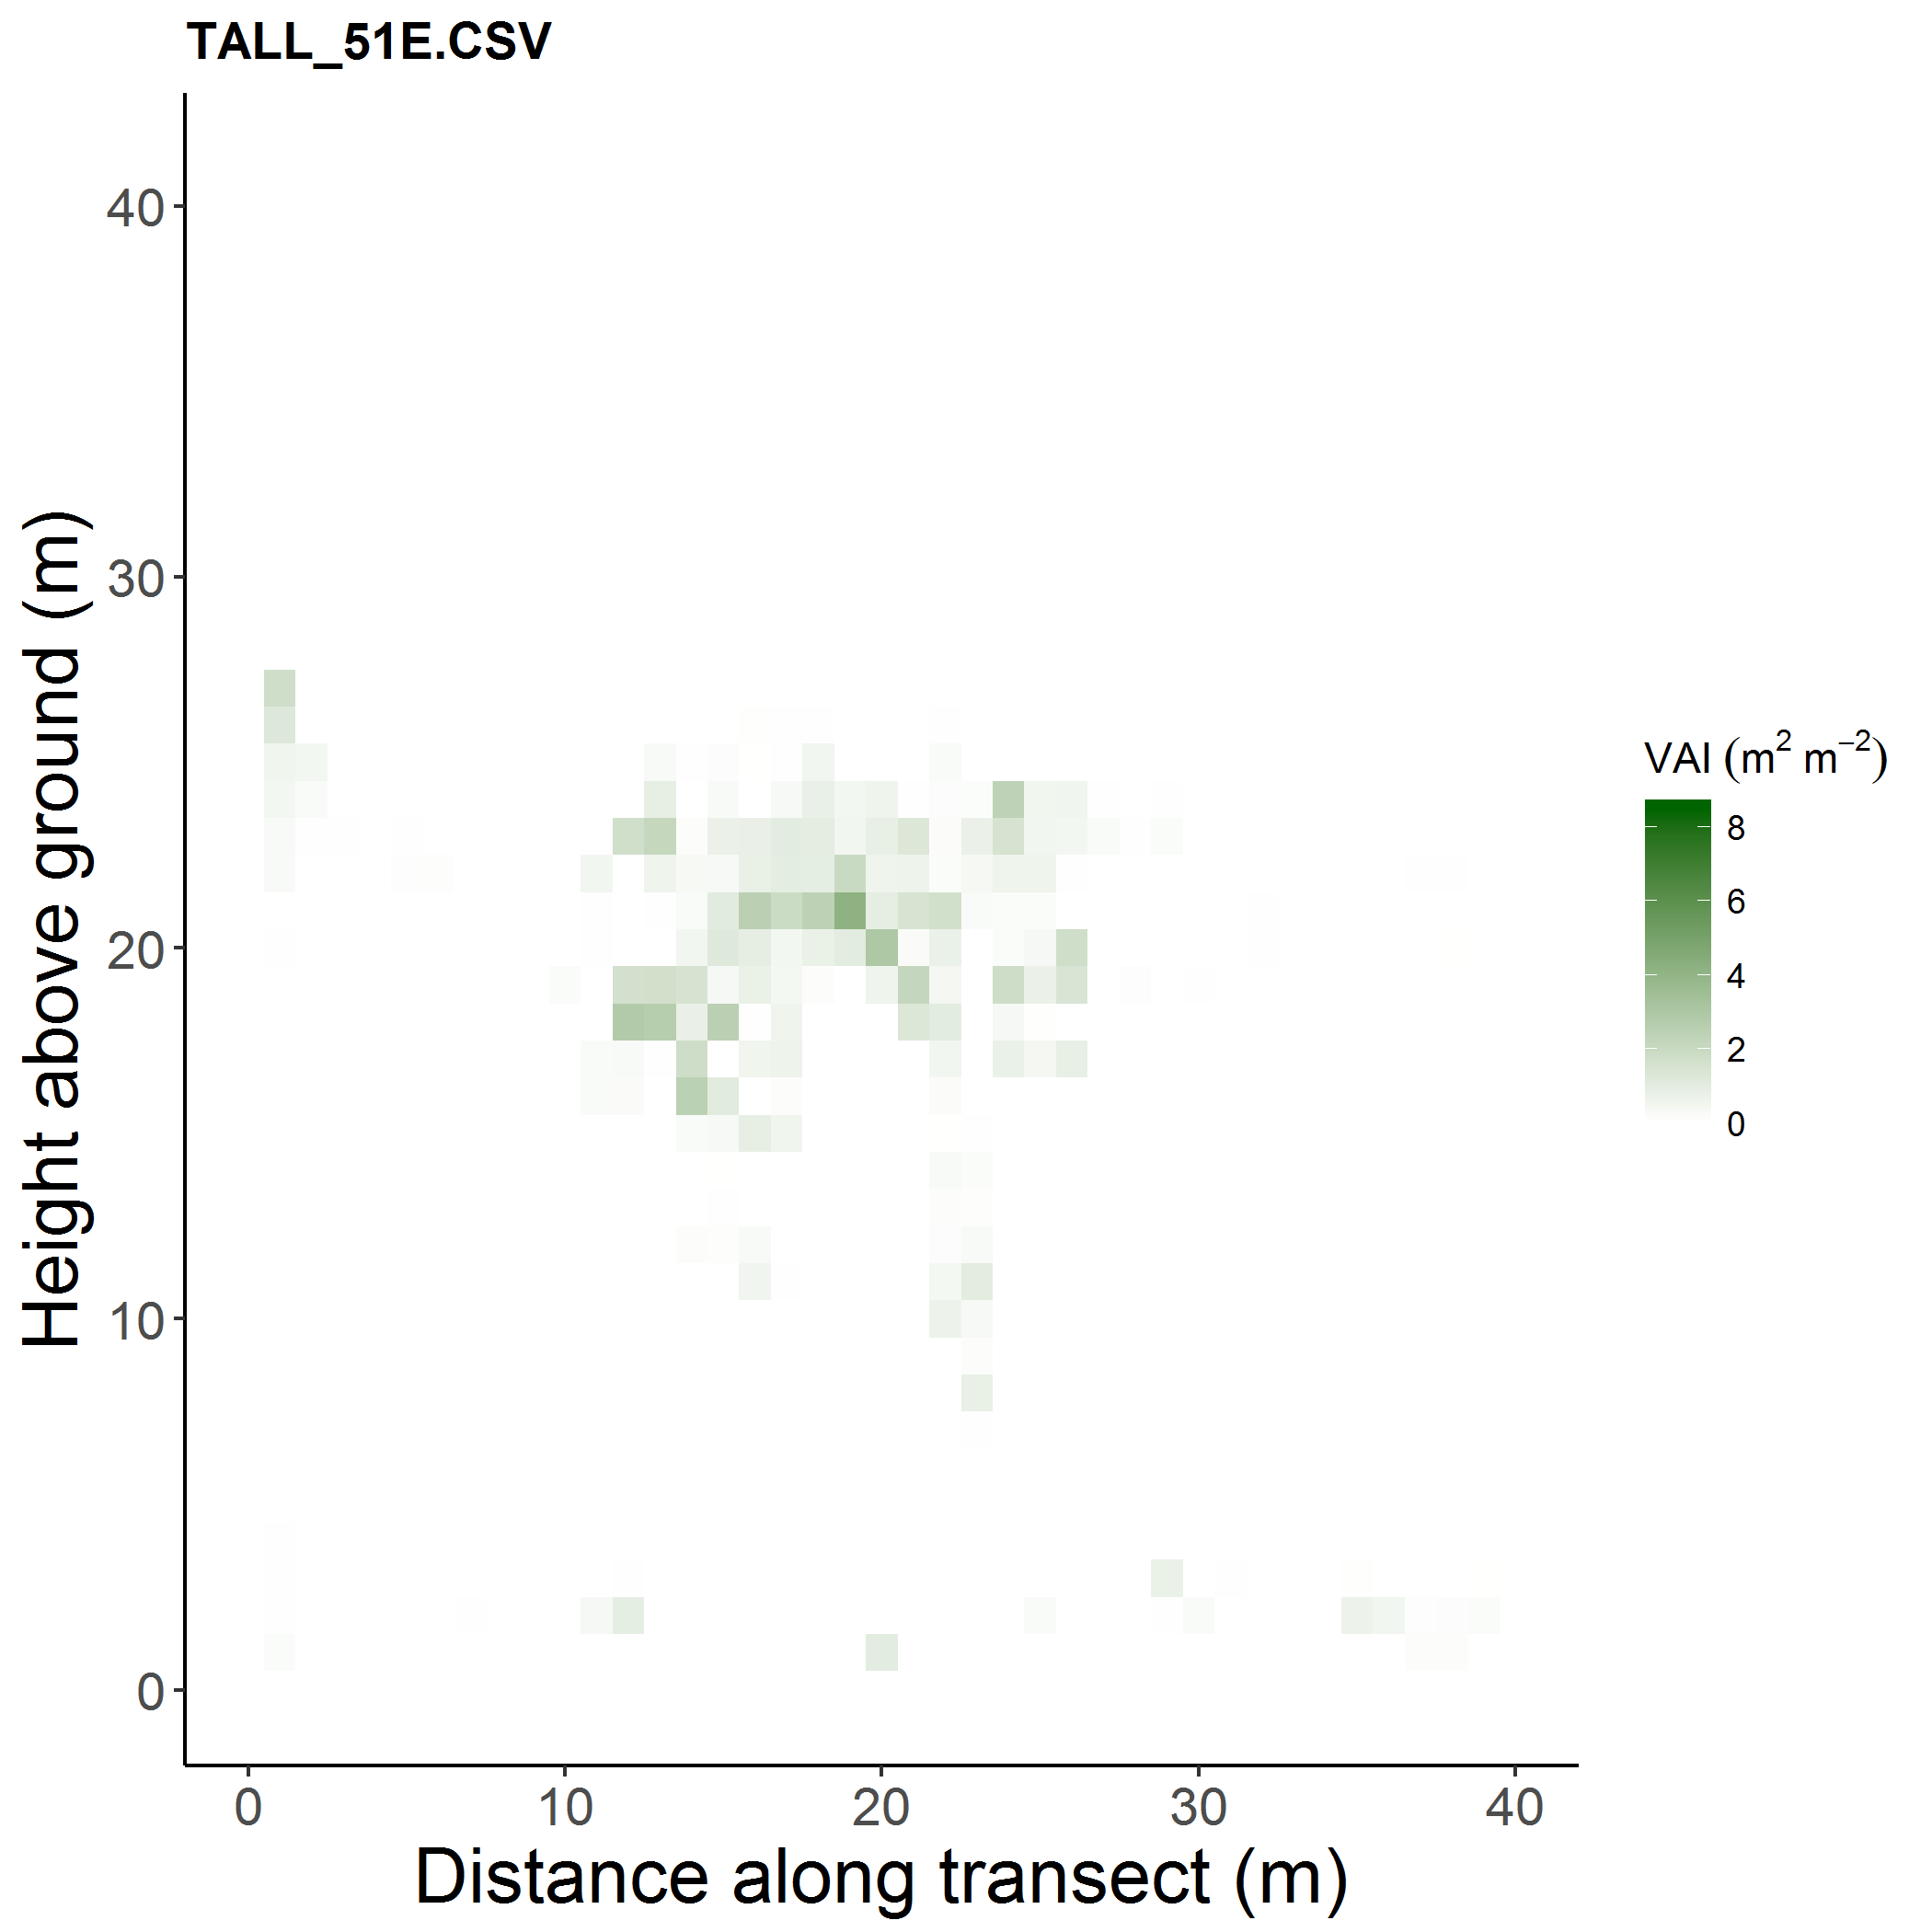 TALL_51E.CSV
Height above ground (m)
40
30
20
10
0
0 10 20 30 40
Distance along transect (m)
VAI (m² m⁻²)
8
6
4
2
0